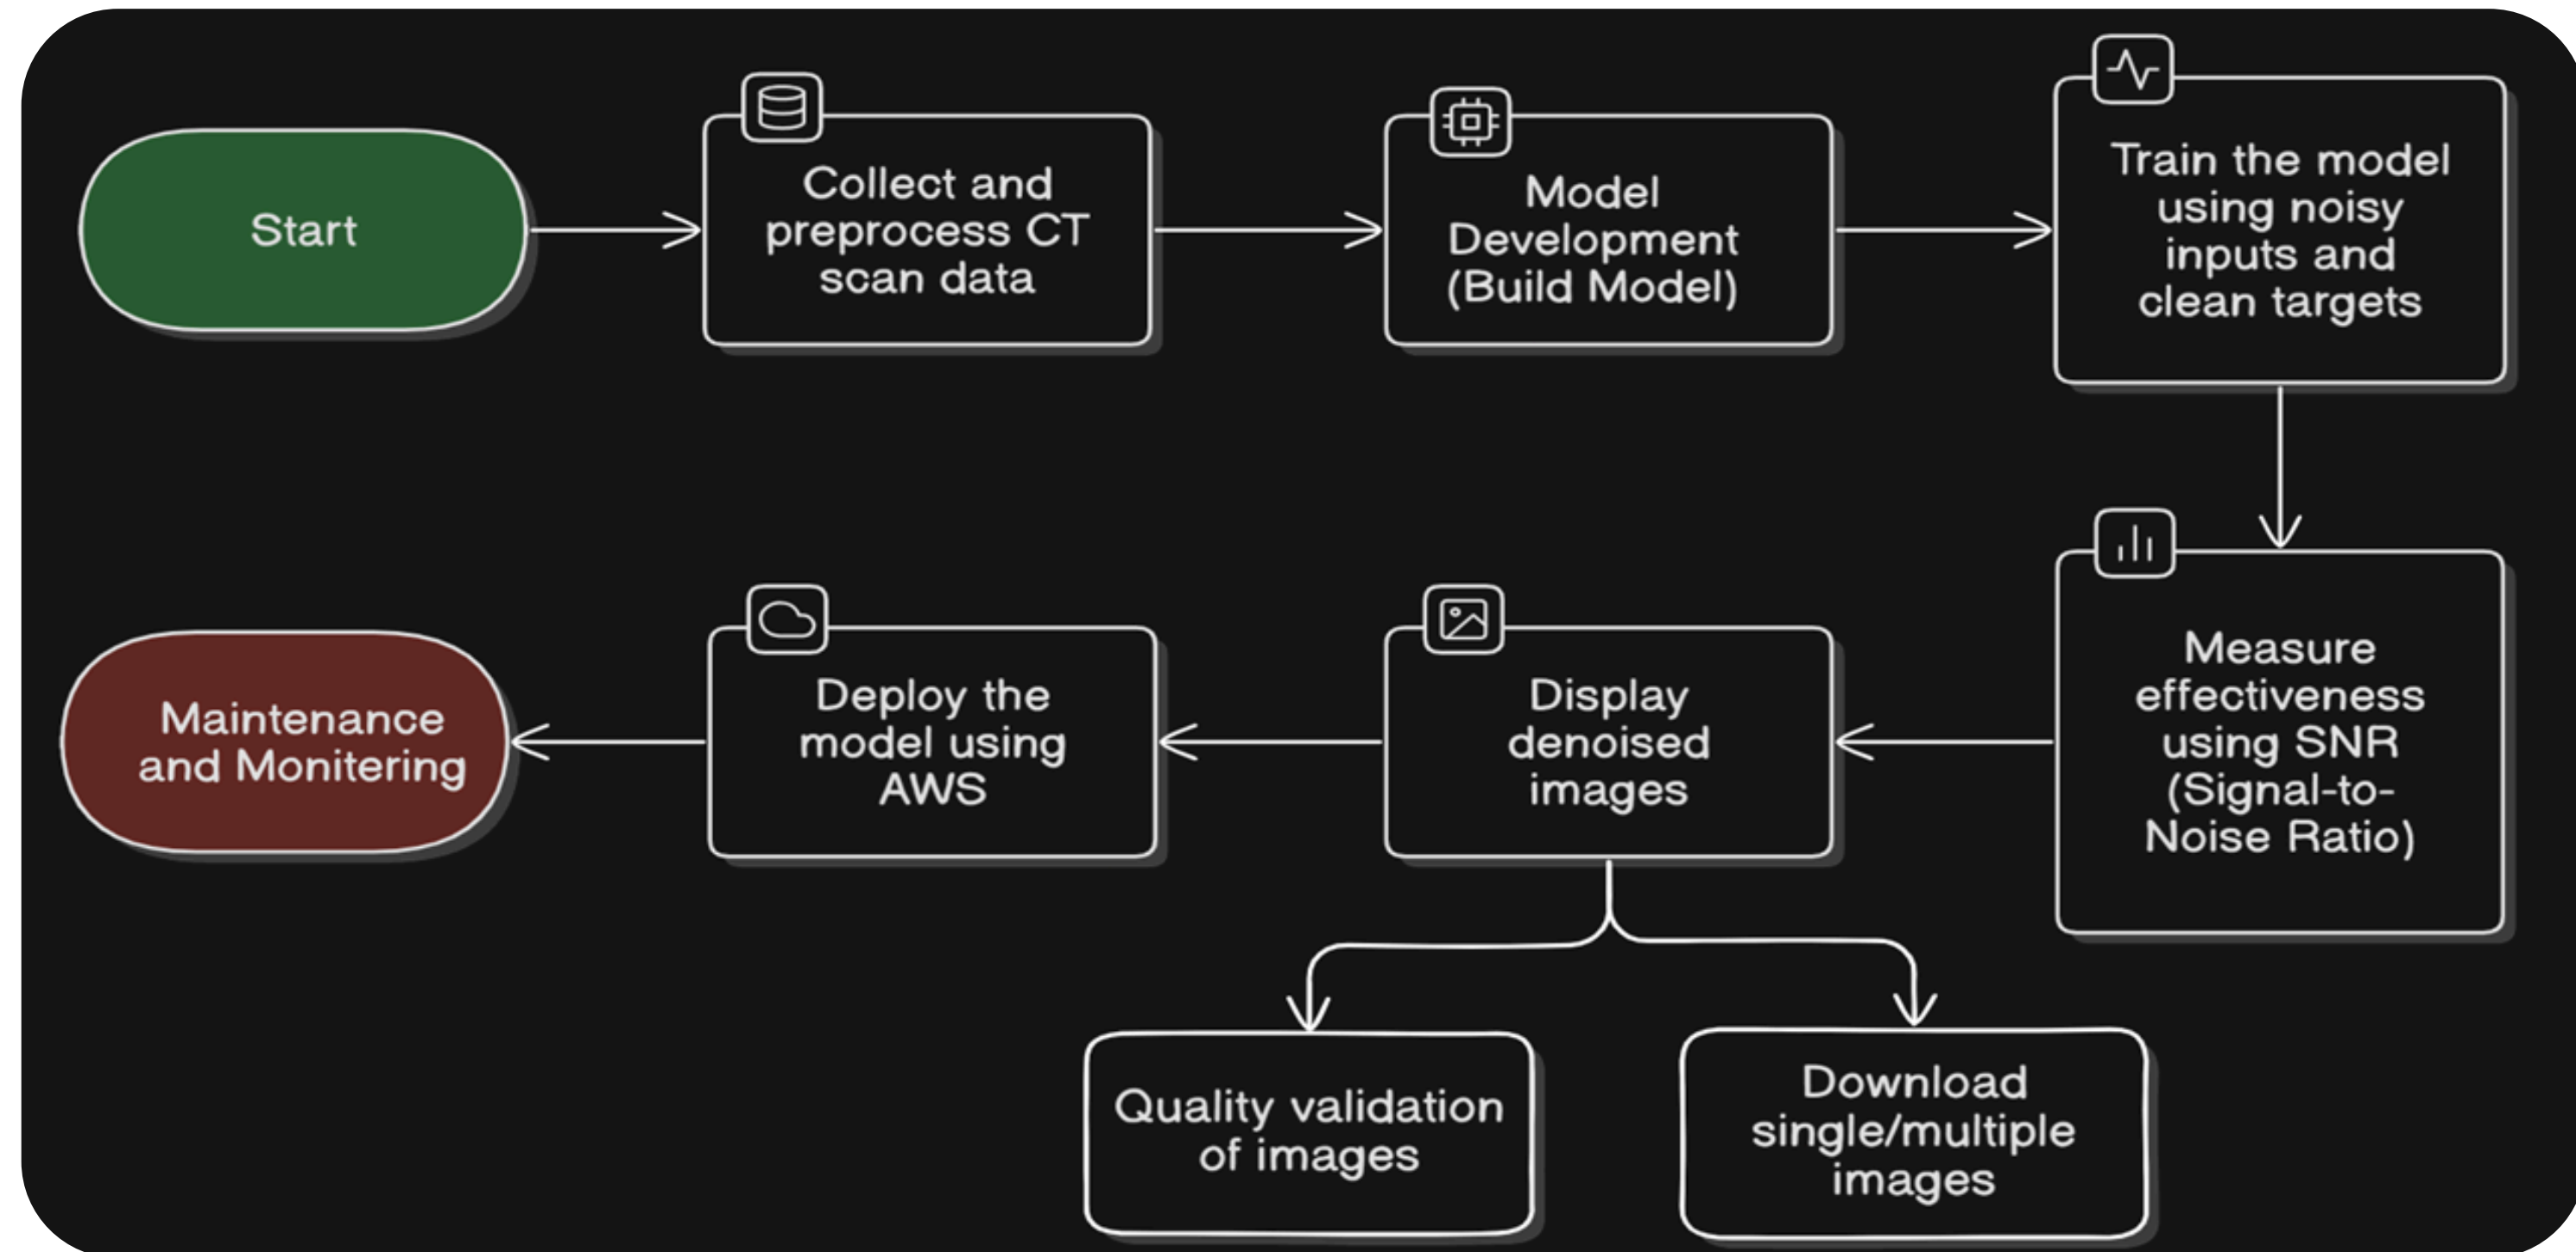 Start
Collect and
preprocess CT
scan data
Model
Development
(Build Model)
Train the model
using noisy
inputs and
clean targets
Measure
effectiveness
using SNR
(Signal-to-
Noise Ratio)
Display
denoised
images
Deploy the
model using
AWS
Maintenance
and Monitering
Quality validation
of images
Download
single/multiple
images